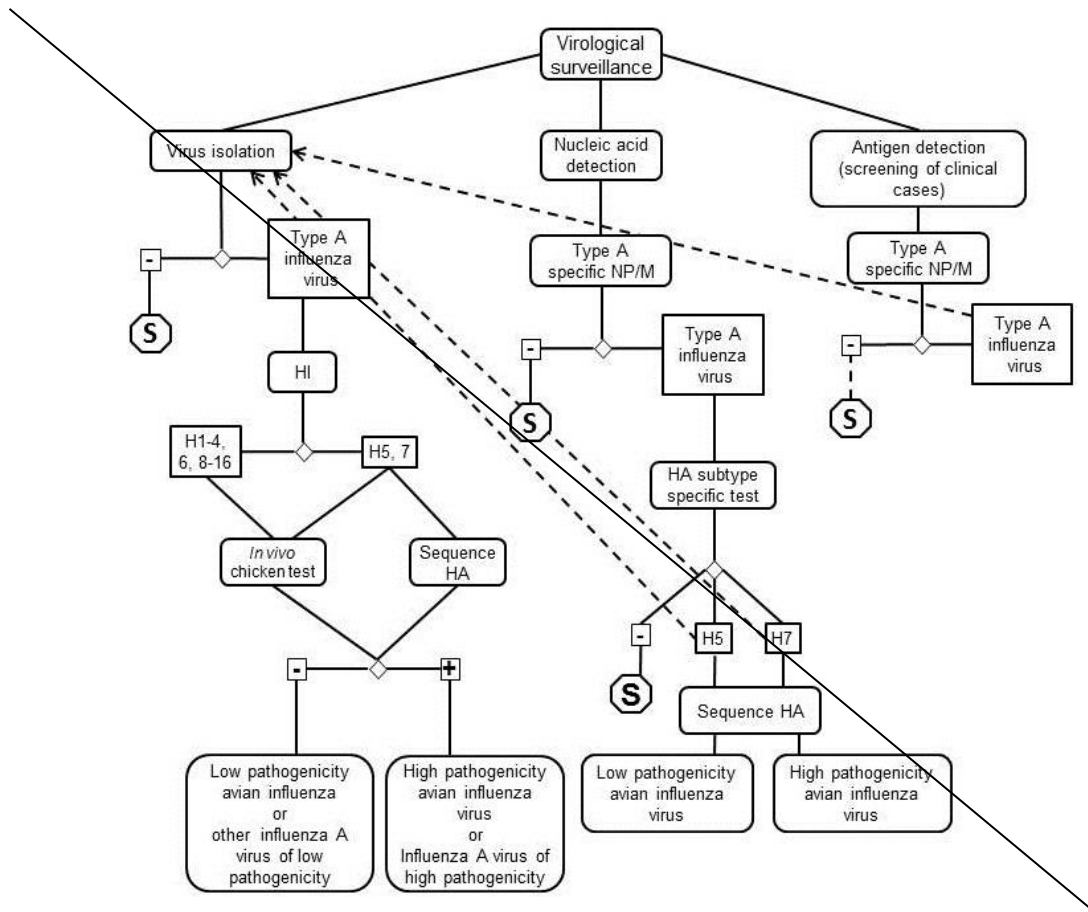 Virological
surveillance
Virus isolation
Nucleic acid
detection
Antigen detection
(screening of clinical
cases)
Type A
influenza
virus
Type A
specific NP/M
Type A
specific NP/M
-
S
HI
-
S
Type A
influenza
virus
-
S
Type A
influenza
virus
H1-4,
6, 8-16
H5, 7
HA subtype
specific test
In vivo
chicken test
Sequence
HA
-
S
H5
H7
-
+
Sequence HA
Low pathogenicity
avian influenza
or
other influenza A
virus of low
pathogenicity
High pathogenicity
avian influenza
virus
or
Influenza A virus of
high pathogenicity
Low pathogenicity
avian influenza
virus
High pathogenicity
avian influenza
virus